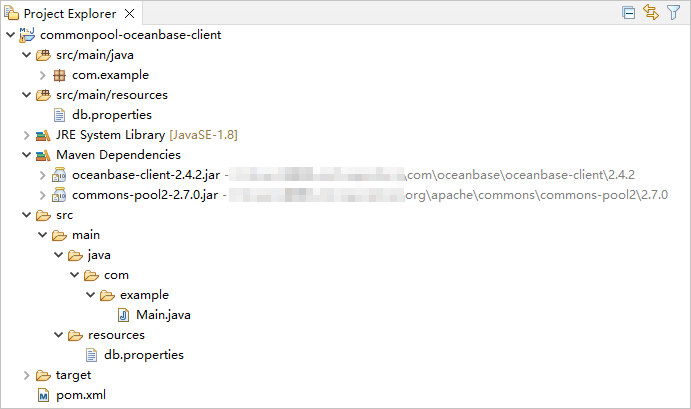 Project Explorer
commonpool-oceanbase-client
src/main/java
com.example
src/main/resources
db.properties
JRE System Library [JavaSE-1.8]
Maven Dependencies
oceanbase-client-2.4.2.jar - \com\oceanbase\oceanbase-client\2.4.2
commons-pool2-2.7.0.jar - org\apache\commons\commons-pool2\2.7.0
src
main
java
com
example
Main.java
resources
db.properties
target
pom.xml